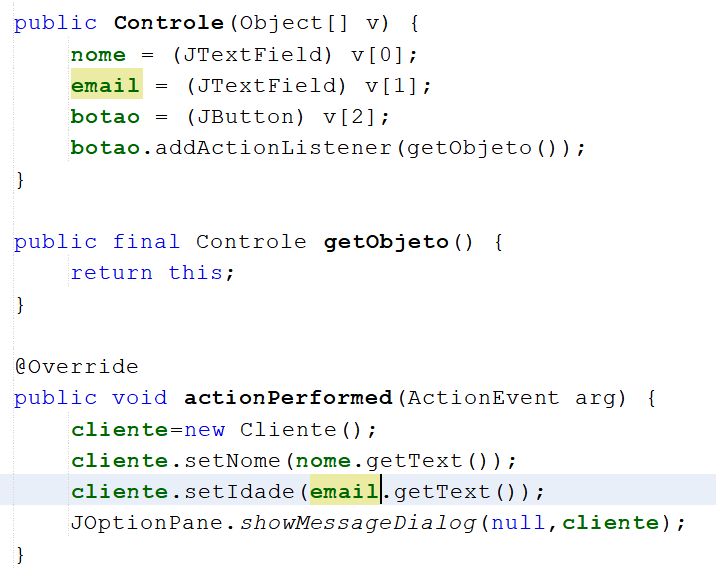 public Controle(Object[] v) {
nome = (JTextField) v[0];
email = (JTextField) v[1];
botao = (JButton) v[2];
botao.addActionListener(getObjeto());
}
public final Controle getObjeto() {
return this;
}
@Override
public void actionPerformed(ActionEvent arg) {
cliente=new Cliente();
cliente.setNome(nome.getText());
cliente.setIdade(email.getText());
JOptionPane.showMessageDialog(null,cliente);
}